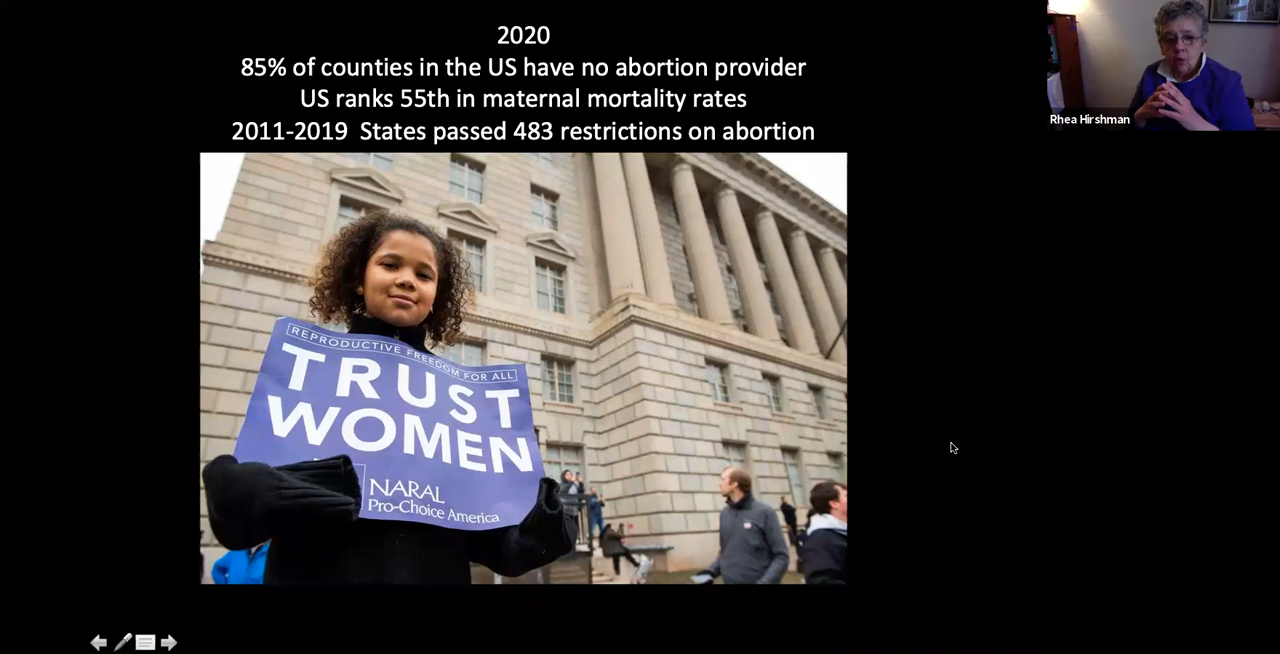 2020
85% of counties in the US have no abortion provider
US ranks 55th in maternal mortality rates
2011-2019 States passed 483 restrictions on abortion
Rhea Hirshman
REPRODUCTIVE FREEDOM FOR ALL
TRUST
WOMEN
NARAL
Pro-Choice America